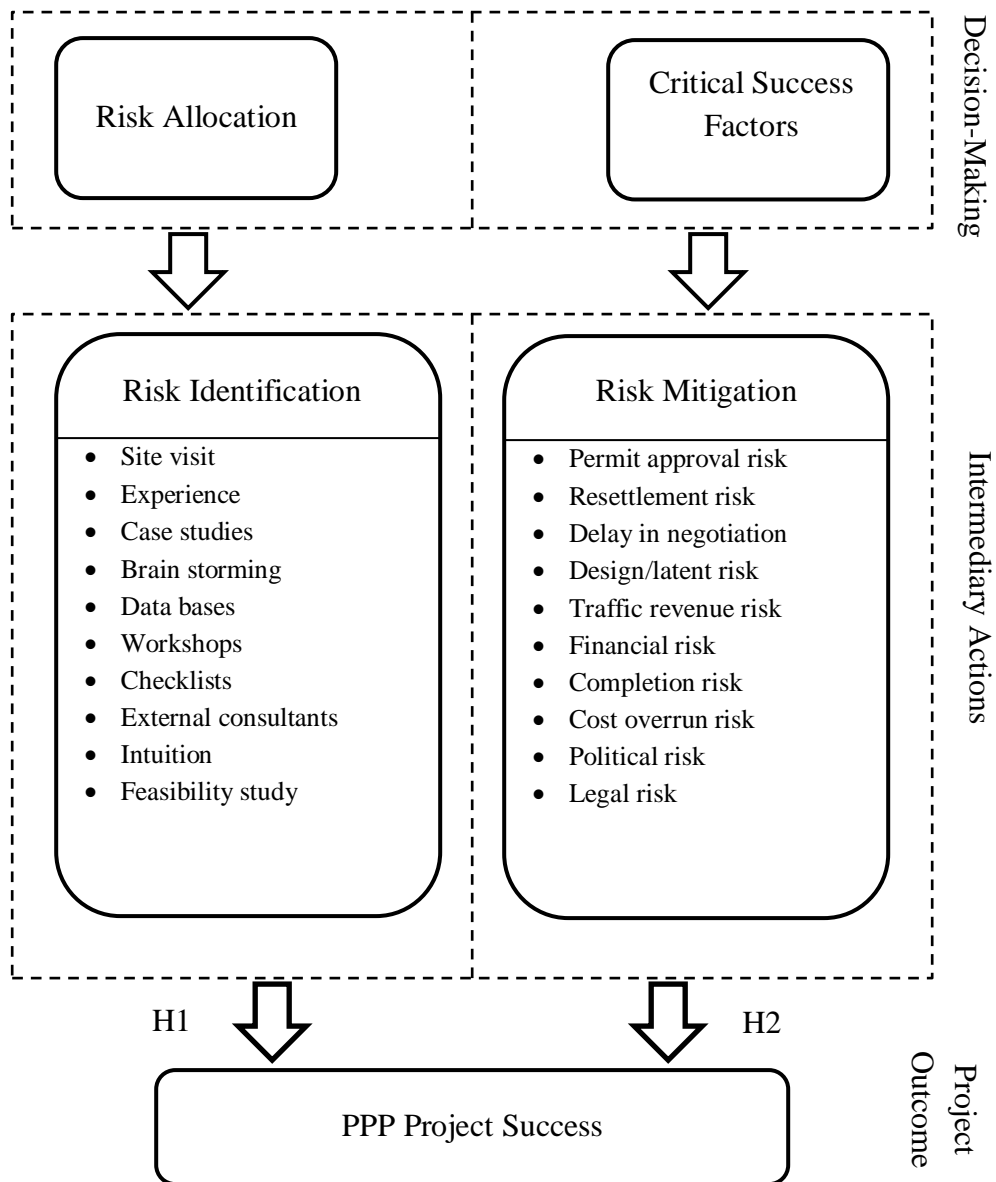 Risk Allocation
Critical Success
Factors
Decision-Making
Risk Identification
• Site visit
• Experience
• Case studies
• Brain storming
• Data bases
• Workshops
• Checklists
• External consultants
• Intuition
• Feasibility study
Risk Mitigation
• Permit approval risk
• Resettlement risk
• Delay in negotiation
• Design/latent risk
• Traffic revenue risk
• Financial risk
• Completion risk
• Cost overrun risk
• Political risk
• Legal risk
Intermediary Actions
H1
H2
PPP Project Success
Project
Outcome